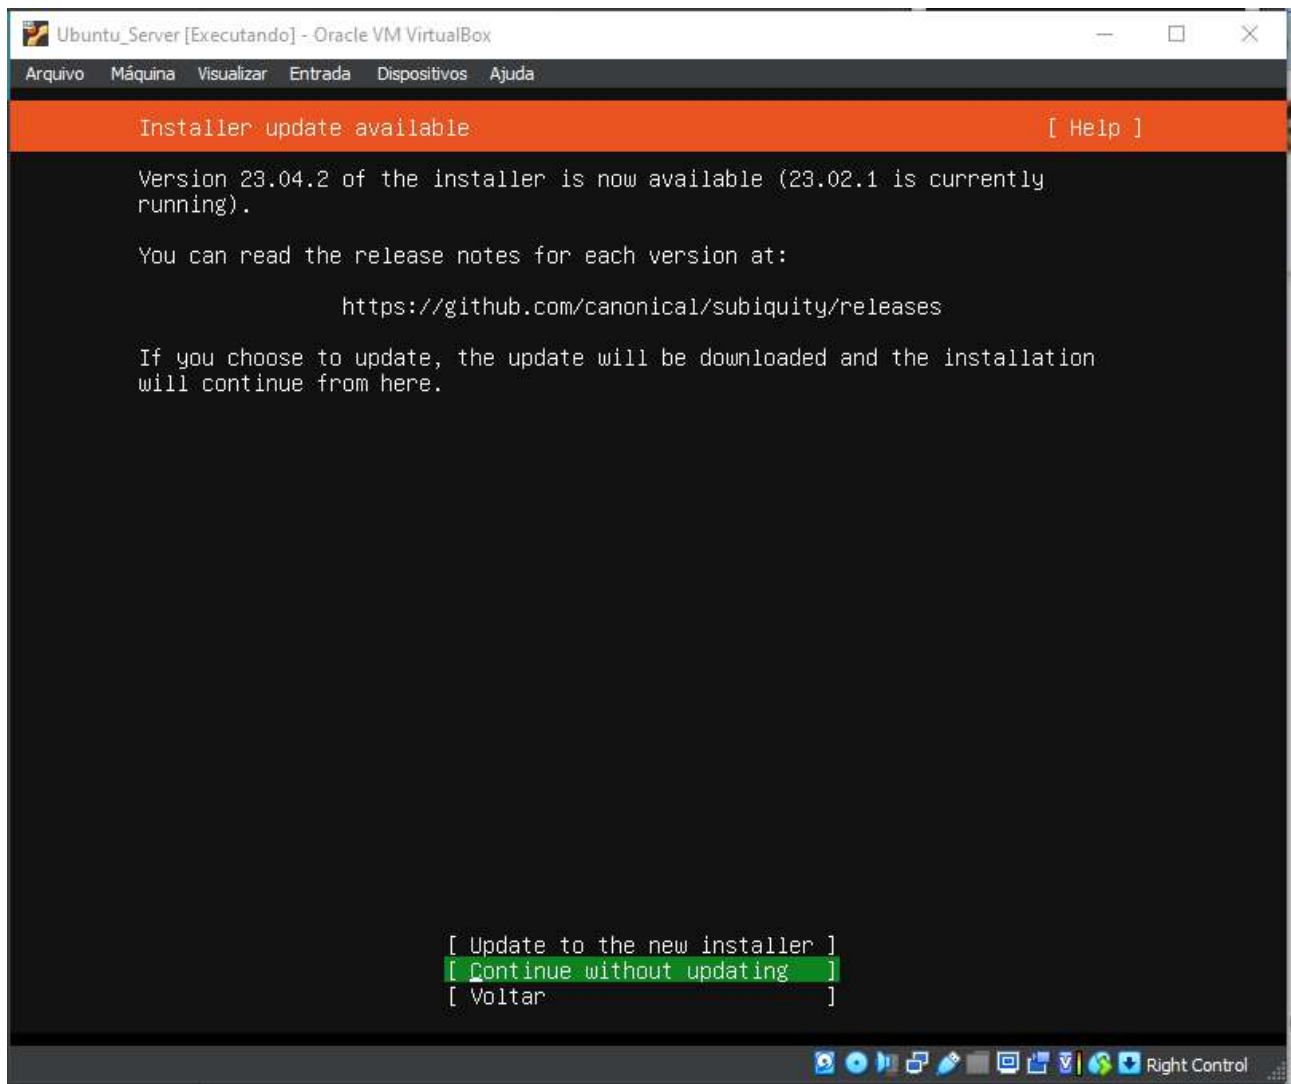 Ubuntu_Server [Executando] - Oracle VM VirtualBox
Arquivo Máquina Visualizar Entrada Dispositivos Ajuda
Installer update available [ Help ]
Version 23.04.2 of the installer is now available (23.02.1 is currently
running).
You can read the release notes for each version at:
https://github.com/canonical/subiquity/releases
If you choose to update, the update will be downloaded and the installation
will continue from here.
[ Update to the new installer ]
[ Continue without updating ]
[ Voltar ]
Right Control